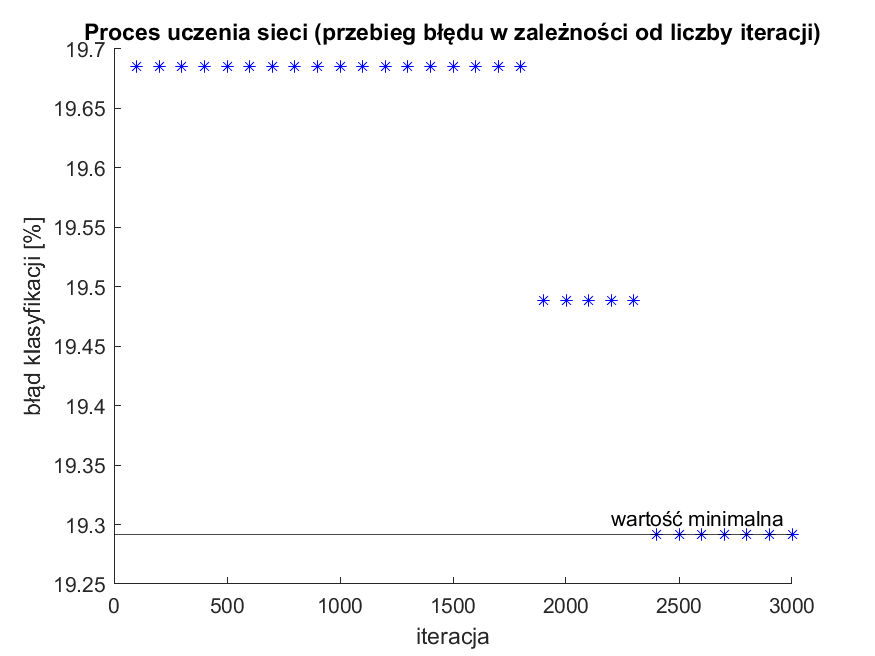 Proces uczenia sieci (przebieg błędu w zależności od liczby iteracji)
19.7
19.65
19.6
19.55
19.5
19.45
19.4
19.35
19.3
19.25
błąd klasyfikacji [%]
wartość minimalna
0 500 1000 1500 2000 2500 3000
iteracja